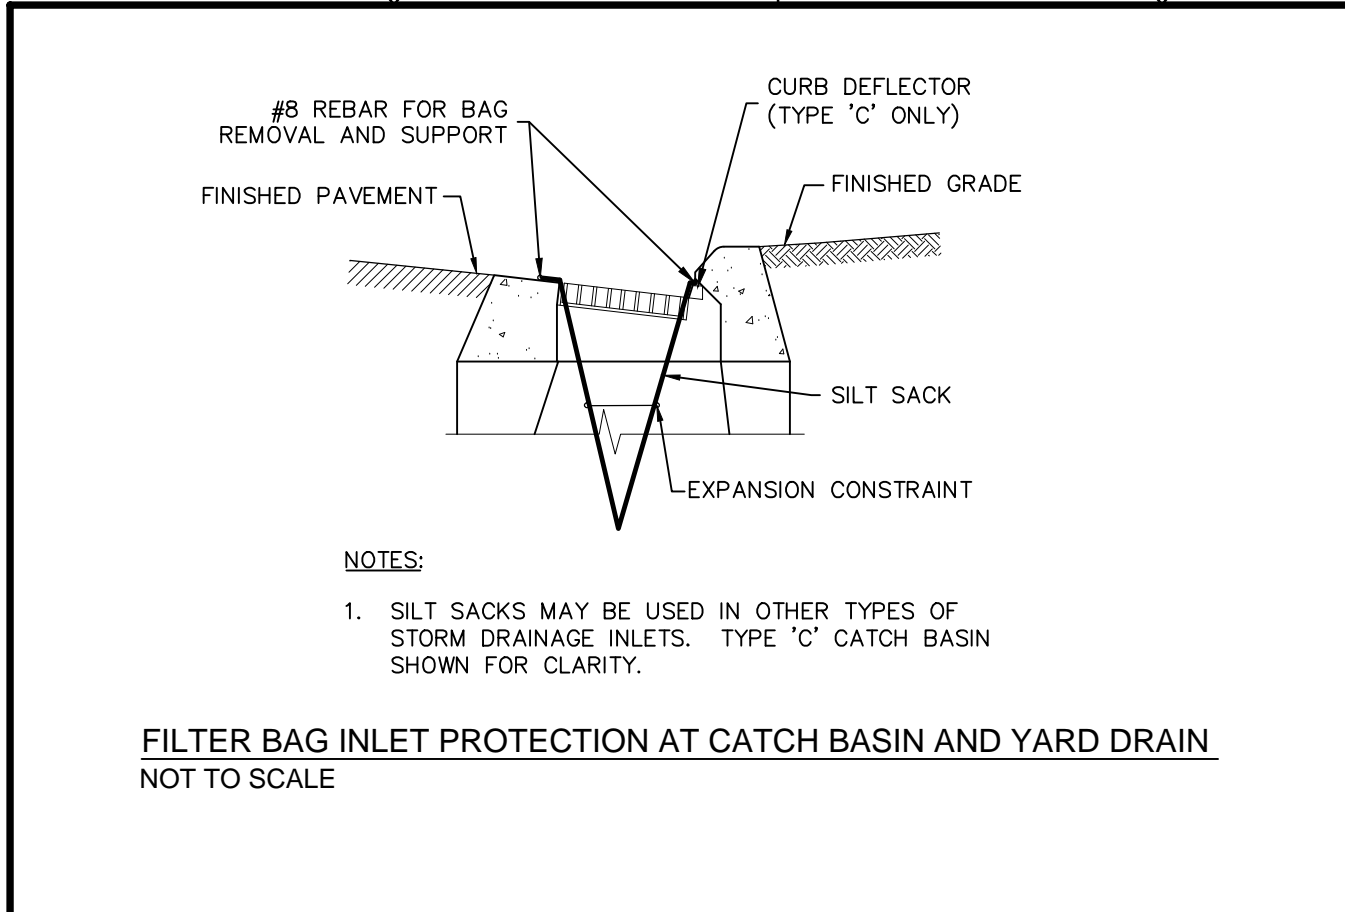 #8 REBAR FOR BAG
REMOVAL AND SUPPORT
CURB DEFLECTOR
(TYPE 'C' ONLY)
FINISHED PAVEMENT
FINISHED GRADE
SILT SACK
EXPANSION CONSTRAINT
NOTES:
1. SILT SACKS MAY BE USED IN OTHER TYPES OF
STORM DRAINAGE INLETS. TYPE 'C' CATCH BASIN
SHOWN FOR CLARITY.
FILTER BAG INLET PROTECTION AT CATCH BASIN AND YARD DRAIN
NOT TO SCALE